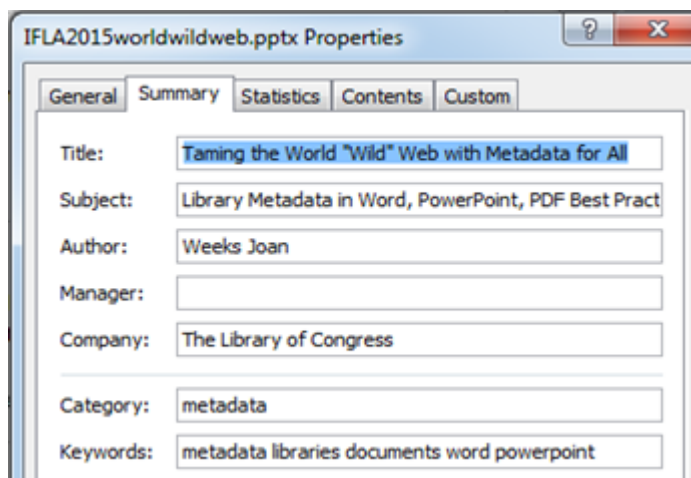 IFLA2015worldwildweb.pptx Properties
General Summary Statistics Contents Custom
Title: Taming the World "Wild" Web with Metadata for All
Subject: Library Metadata in Word, PowerPoint, PDF Best Pract
Author: Weeks Joan
Manager:
Company: The Library of Congress
Category: metadata
Keywords: metadata libraries documents word powerpoint